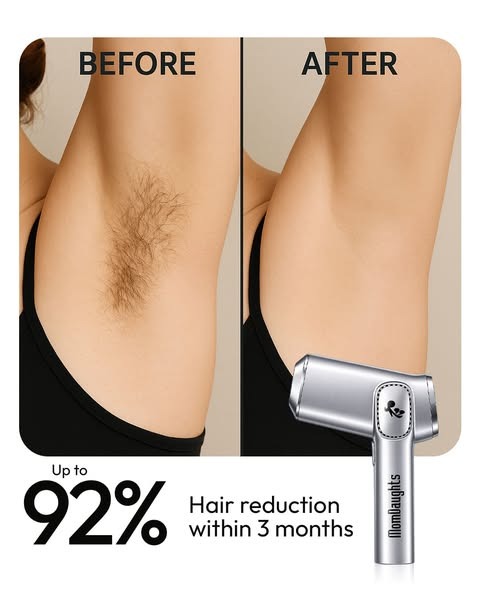 BEFORE
AFTER
MomDaughts
Up to
92%
Hair reduction
within 3 months